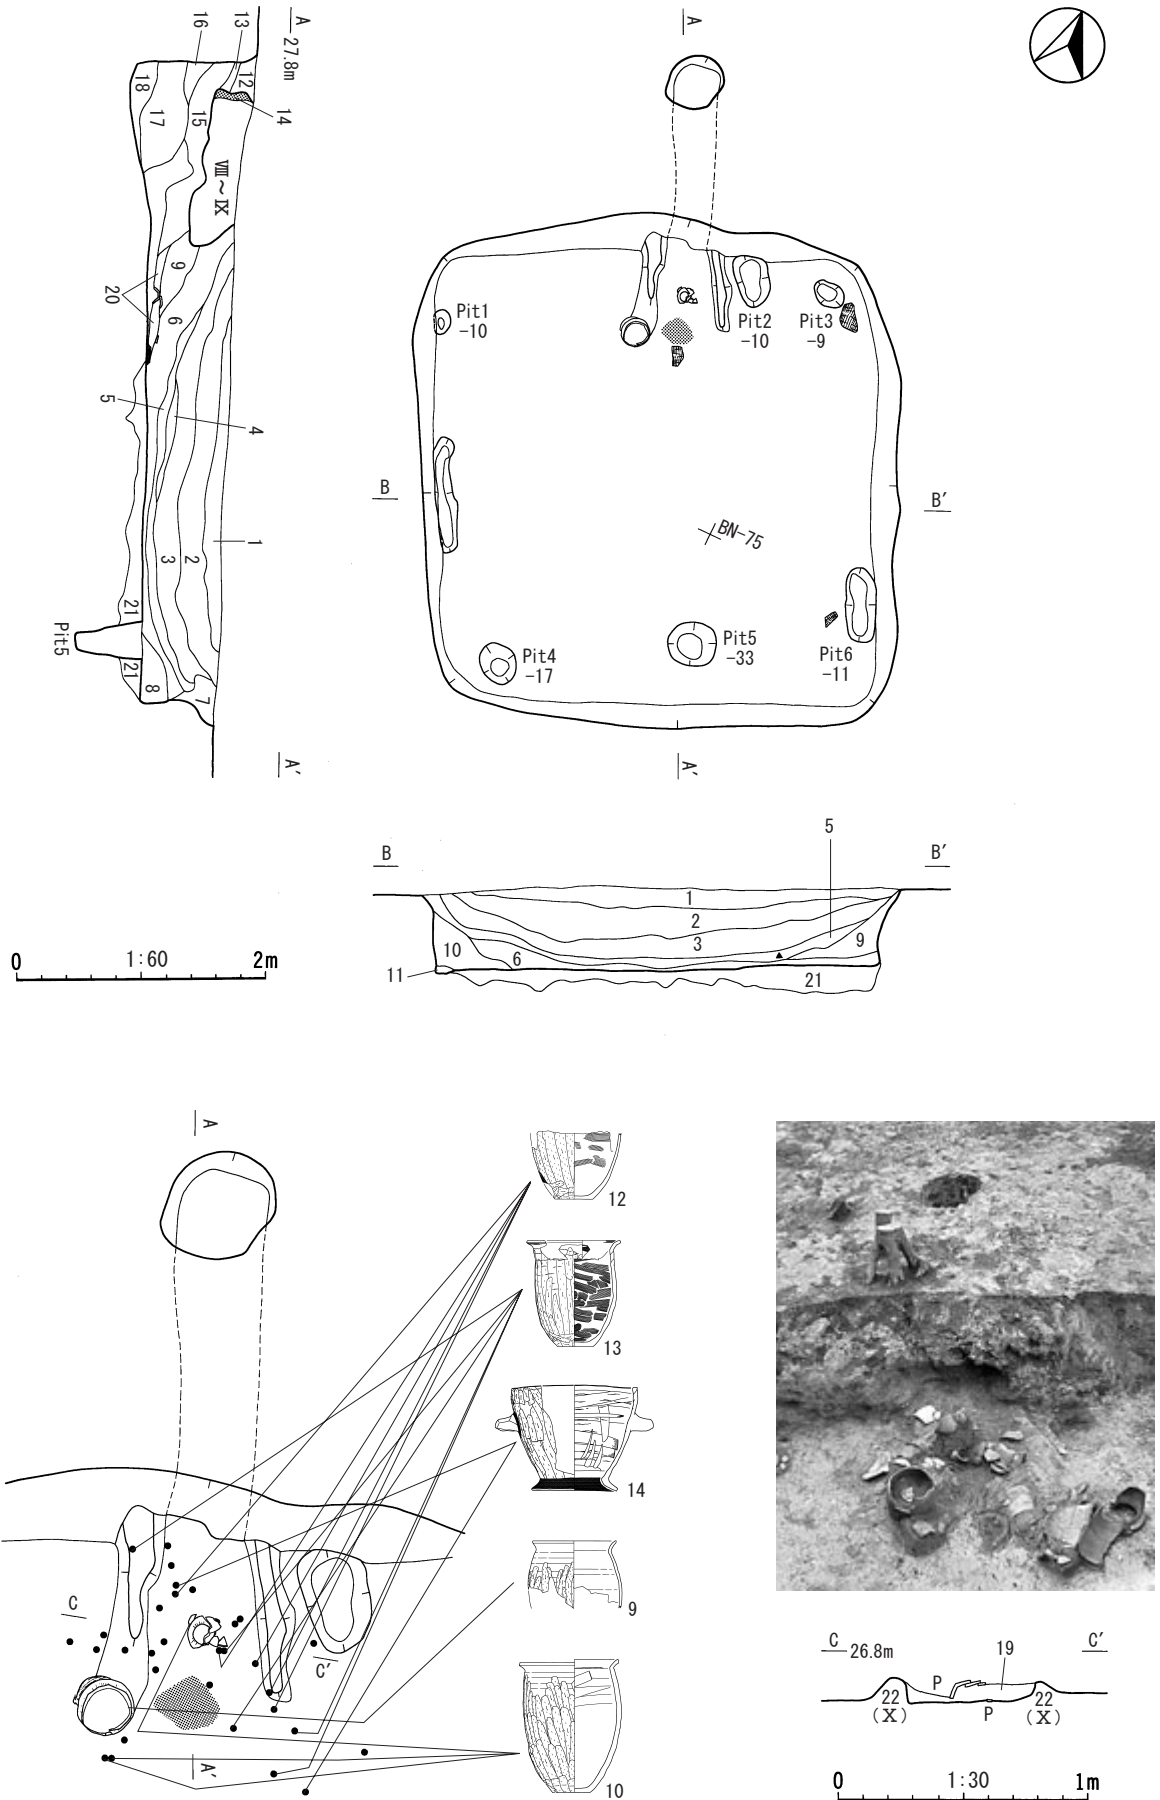 A
27.8m
16
13
12
14
18
17
15
Ⅷ～Ⅸ
9
20
6
5
4
1
3
2
21
Pit5
21
8
7
A′
A
Pit1
-10
Pit2
-10
Pit3
-9
B
B′
BN-75
Pit4
-17
Pit5
-33
Pit6
-11
A′
B
B′
5
1
2
3
10
6
9
11
21
0
1:60
2m
A
12
13
14
9
10
C
C′
A′
C
26.8m
19
C′
P
22
(X)
P
22
(X)
0
1:30
1m